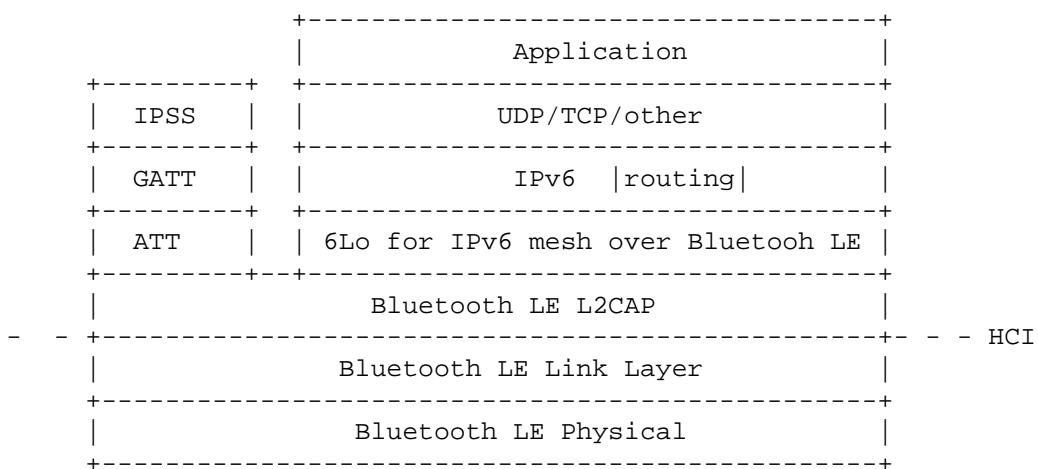 Application
IPSS UDP/TCP/other
GATT IPv6 |routing|
ATT 6Lo for IPv6 mesh over Bluetooh LE
Bluetooth LE L2CAP
- - HCI
Bluetooth LE Link Layer
Bluetooth LE Physical